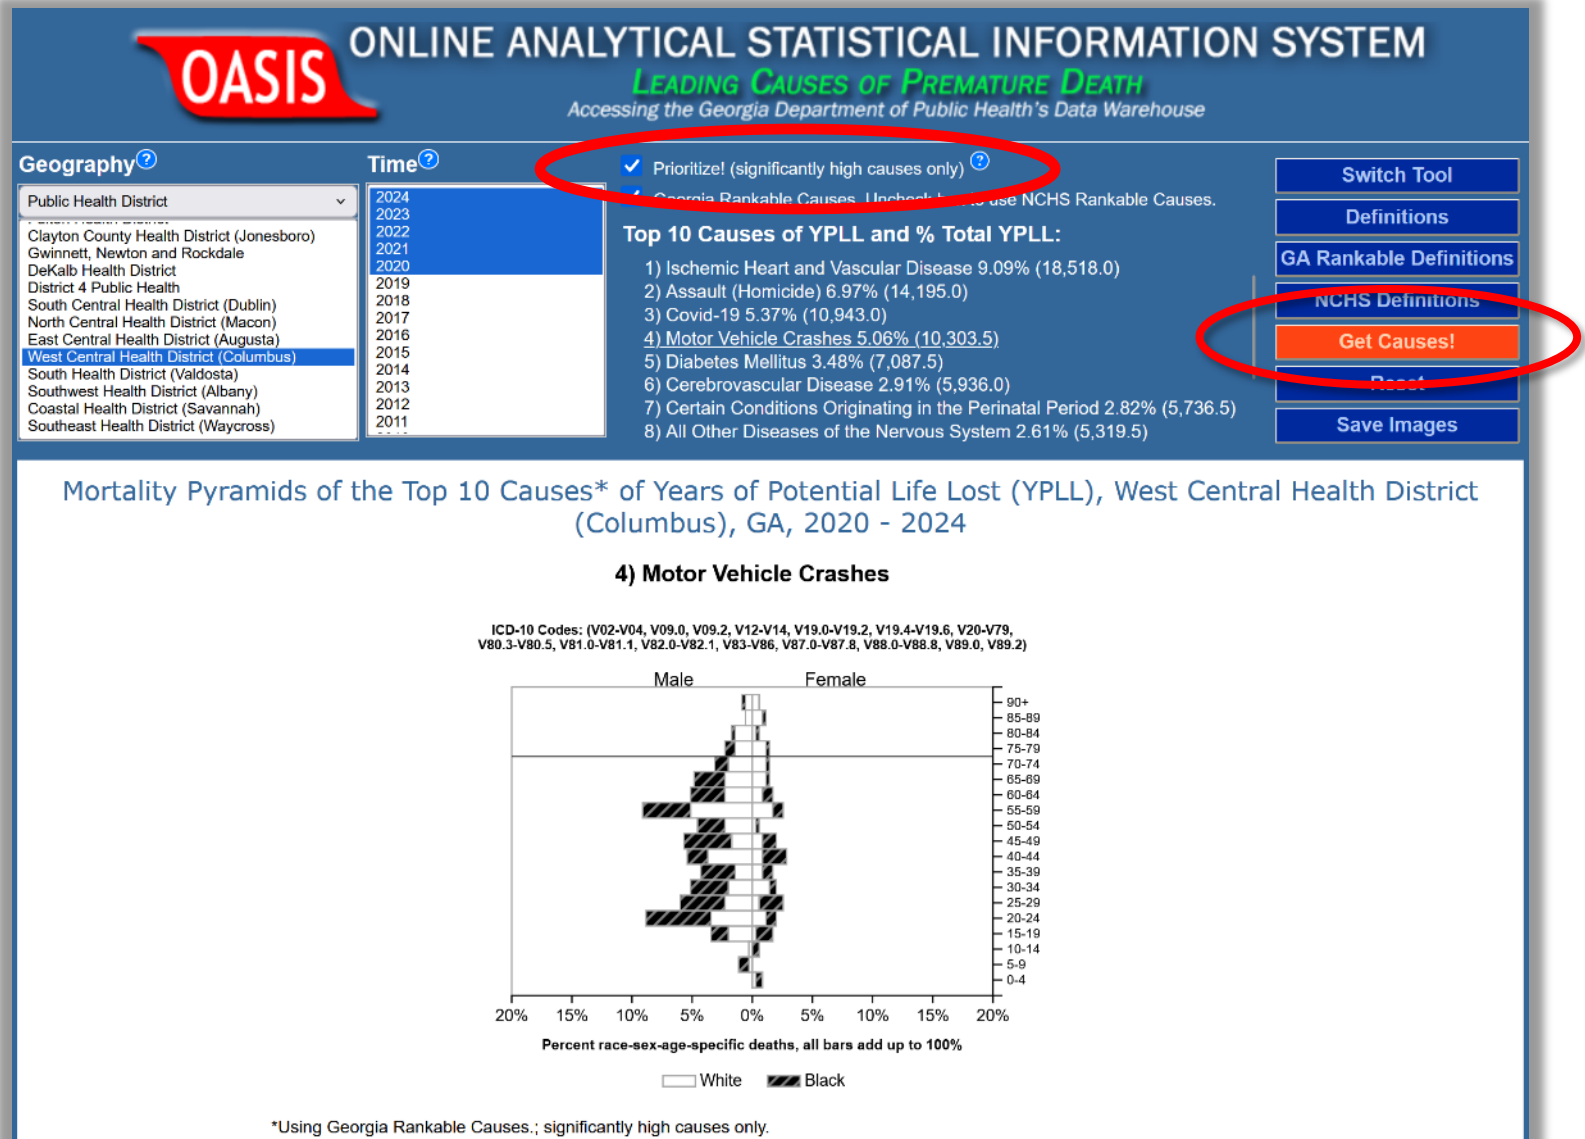 OASIS
ONLINE ANALYTICAL STATISTICAL INFORMATION SYSTEM
LEADING CAUSES OF PREMATURE DEATH
Accessing the Georgia Department of Public Health's Data Warehouse
Geography?
Public Health District
Clayton County Health District (Jonesboro)
Gwinnett, Newton and Rockdale
DeKalb Health District
District 4 Public Health
South Central Health District (Dublin)
North Central Health District (Macon)
East Central Health District (Augusta)
West Central Health District (Columbus)
South Health District (Valdosta)
Southwest Health District (Albany)
Coastal Health District (Savannah)
Southeast Health District (Waycross)
Time?
2024
2023
2022
2021
2020
2019
2018
2017
2016
2015
2014
2013
2012
2011
Prioritize! (significantly high causes only) ?
Georgia Rankable Causes. Uncheck to use NCHS Rankable Causes.
Top 10 Causes of YPLL and % Total YPLL:
1) Ischemic Heart and Vascular Disease 9.09% (18,518.0)
2) Assault (Homicide) 6.97% (14,195.0)
3) Covid-19 5.37% (10,943.0)
4) Motor Vehicle Crashes 5.06% (10,303.5)
5) Diabetes Mellitus 3.48% (7,087.5)
6) Cerebrovascular Disease 2.91% (5,936.0)
7) Certain Conditions Originating in the Perinatal Period 2.82% (5,736.5)
8) All Other Diseases of the Nervous System 2.61% (5,319.5)
Switch Tool
Definitions
GA Rankable Definitions
NCHS Definitions
Get Causes!
Reset
Save Images
Mortality Pyramids of the Top 10 Causes* of Years of Potential Life Lost (YPLL), West Central Health District
(Columbus), GA, 2020 - 2024
4) Motor Vehicle Crashes
ICD-10 Codes: (V02-V04, V09.0, V09.2, V12-V14, V19.0-V19.2, V19.4-V19.6, V20-V79,
V80.3-V80.5, V81.0-V81.1, V82.0-V82.1, V83-V86, V87.0-V87.8, V88.0-V88.8, V89.0, V89.2)
Male Female
90+
85-89
80-84
75-79
70-74
65-69
60-64
55-59
50-54
45-49
40-44
35-39
30-34
25-29
20-24
15-19
10-14
5-9
0-4
20% 15% 10% 5% 0% 5% 10% 15% 20%
Percent race-sex-age-specific deaths, all bars add up to 100%
White Black
*Using Georgia Rankable Causes.; significantly high causes only.